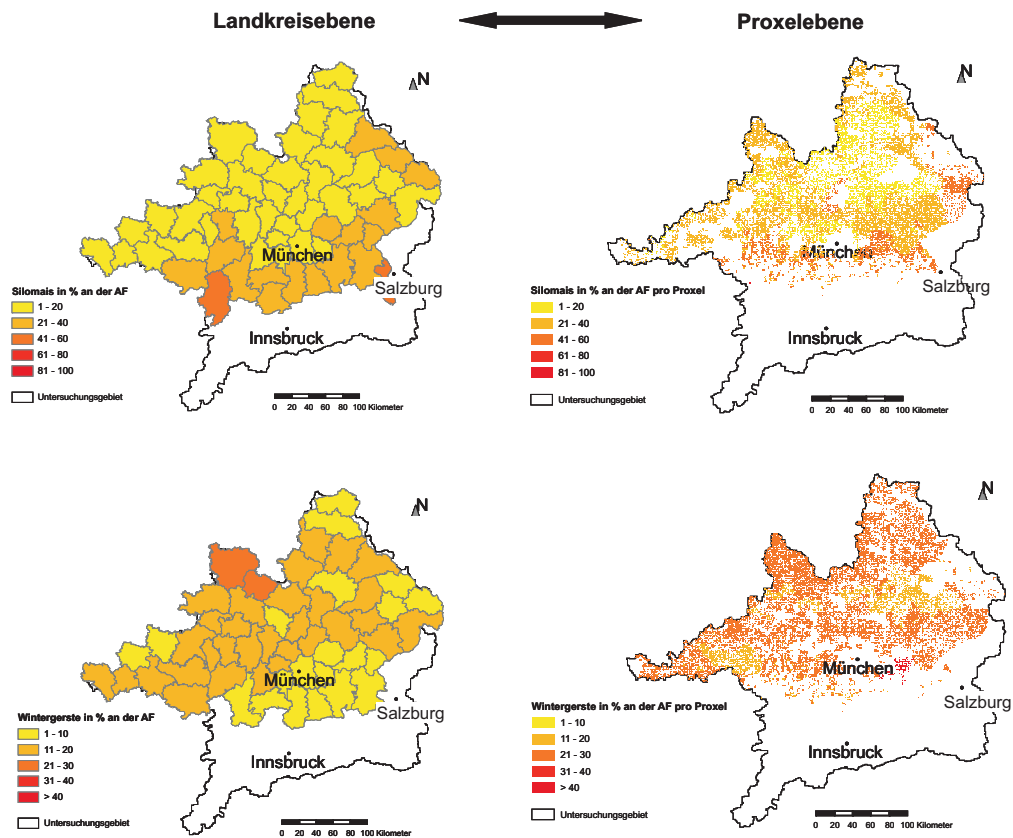 Landkreisebene
Proxelebene
N
München
Salzburg
Innsbruck
Silomais in % an der AF
1 - 20
21 - 40
41 - 60
61 - 80
81 - 100
Untersuchungsgebiet
0 20 40 60 80 100 Kilometer
N
München
Salzburg
Innsbruck
Silomais in % an der AF pro Proxel
1 - 20
21 - 40
41 - 60
61 - 80
81 - 100
Untersuchungsgebiet
0 20 40 60 80 100 Kilometer
N
München
Salzburg
Innsbruck
Wintergerste in % an der AF
1 - 10
11 - 20
21 - 30
31 - 40
> 40
Untersuchungsgebiet
0 20 40 60 80 100 Kilometer
N
München
Salzburg
Innsbruck
Wintergerste in % an der AF pro Proxel
1 - 10
11 - 20
21 - 30
31 - 40
> 40
Untersuchungsgebiet
0 20 40 60 80 100 Kilometer